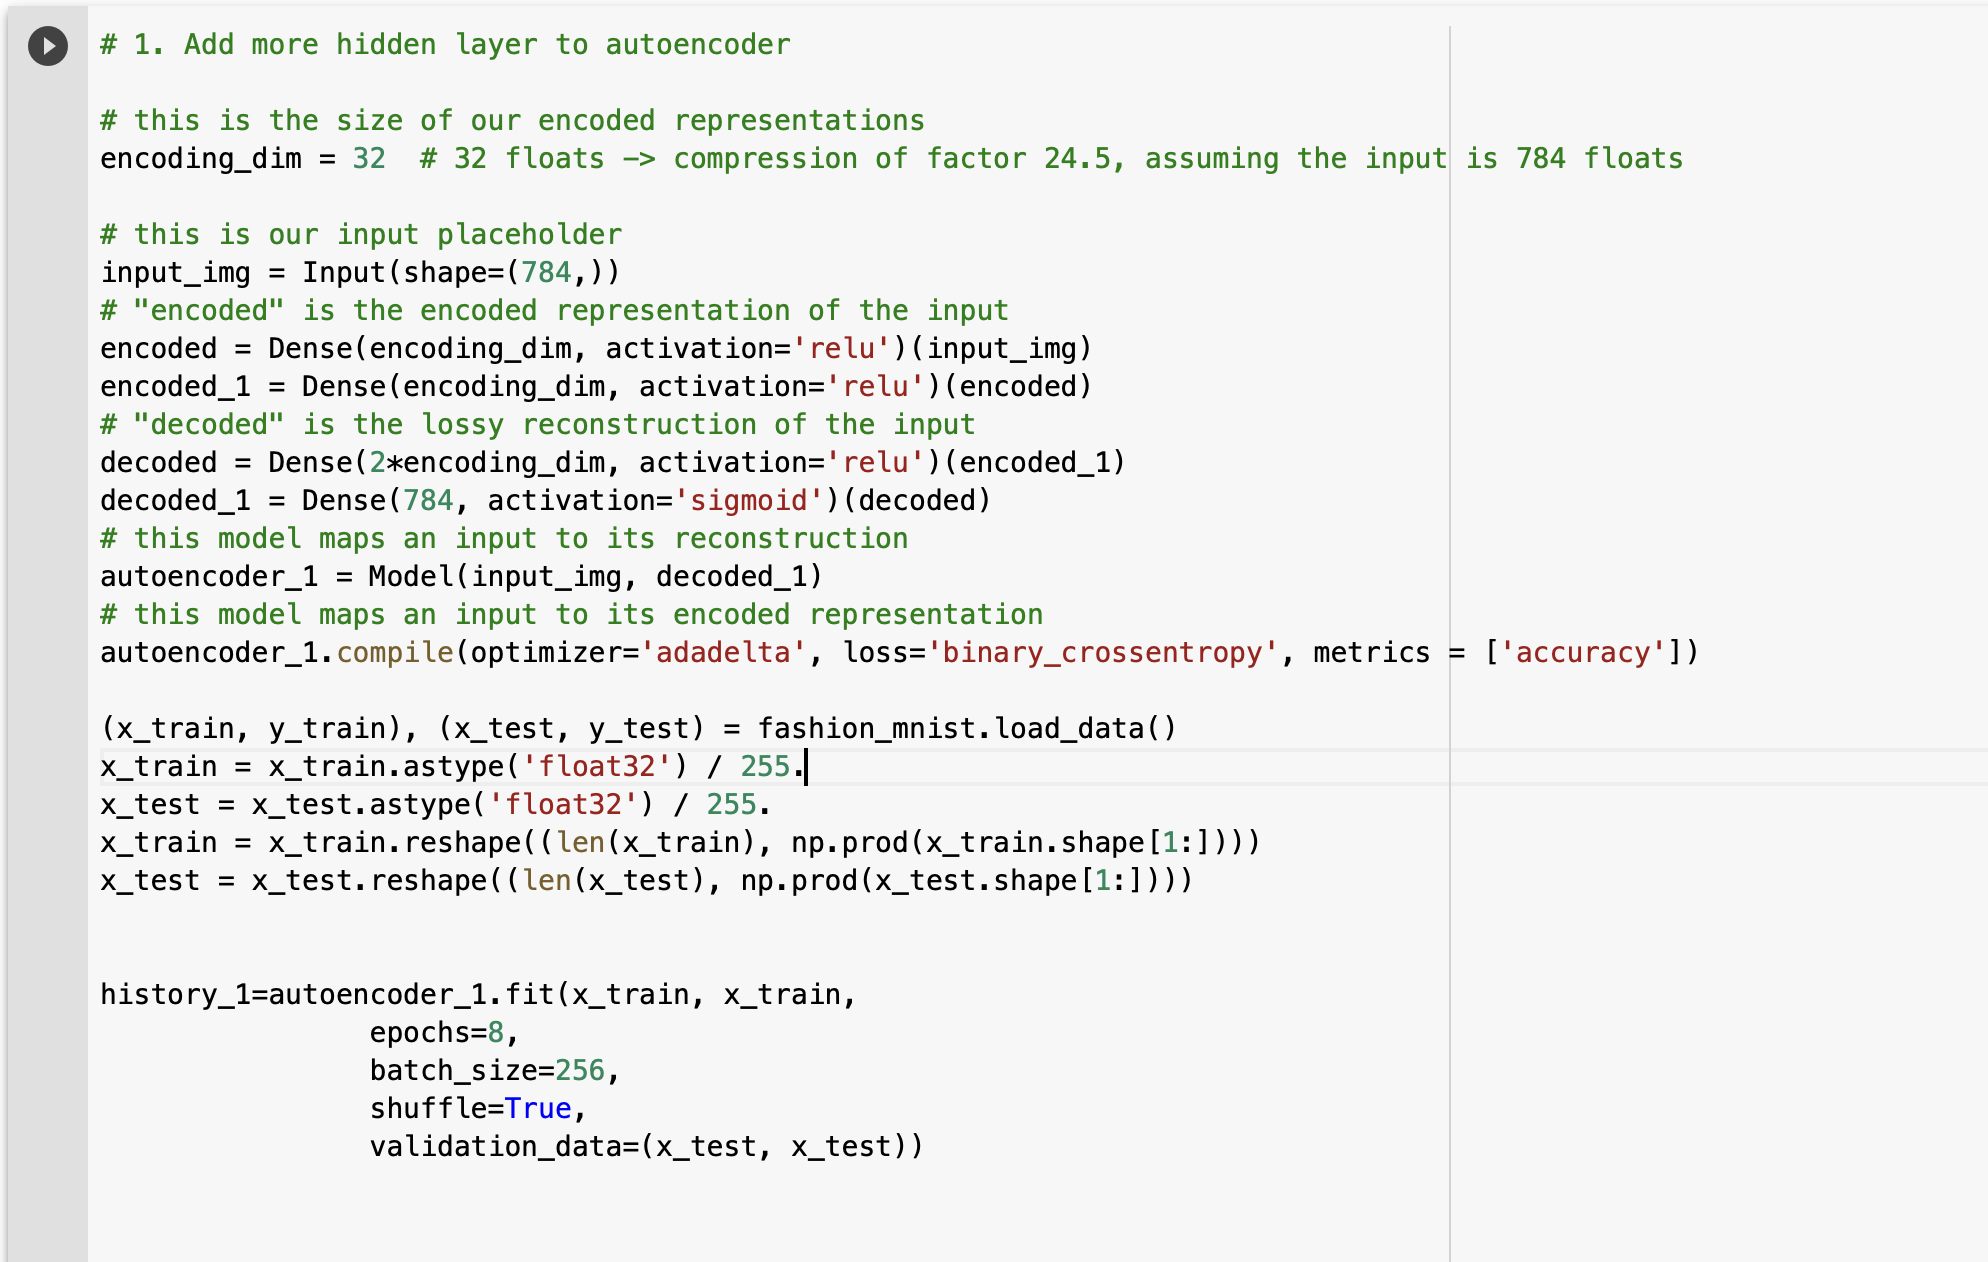 # 1. Add more hidden layer to autoencoder
# this is the size of our encoded representations
encoding_dim = 32  # 32 floats -> compression of factor 24.5, assuming the input is 784 floats
# this is our input placeholder
input_img = Input(shape=(784,))
# "encoded" is the encoded representation of the input
encoded = Dense(encoding_dim, activation='relu')(input_img)
encoded_1 = Dense(encoding_dim, activation='relu')(encoded)
# "decoded" is the lossy reconstruction of the input
decoded = Dense(2*encoding_dim, activation='relu')(encoded_1)
decoded_1 = Dense(784, activation='sigmoid')(decoded)
# this model maps an input to its reconstruction
autoencoder_1 = Model(input_img, decoded_1)
# this model maps an input to its encoded representation
autoencoder_1.compile(optimizer='adadelta', loss='binary_crossentropy', metrics = ['accuracy'])
(x_train, y_train), (x_test, y_test) = fashion_mnist.load_data()
x_train = x_train.astype('float32') / 255.
x_test = x_test.astype('float32') / 255.
x_train = x_train.reshape((len(x_train), np.prod(x_train.shape[1:])))
x_test = x_test.reshape((len(x_test), np.prod(x_test.shape[1:])))
history_1=autoencoder_1.fit(x_train, x_train,
                epochs=8,
                batch_size=256,
                shuffle=True,
                validation_data=(x_test, x_test))